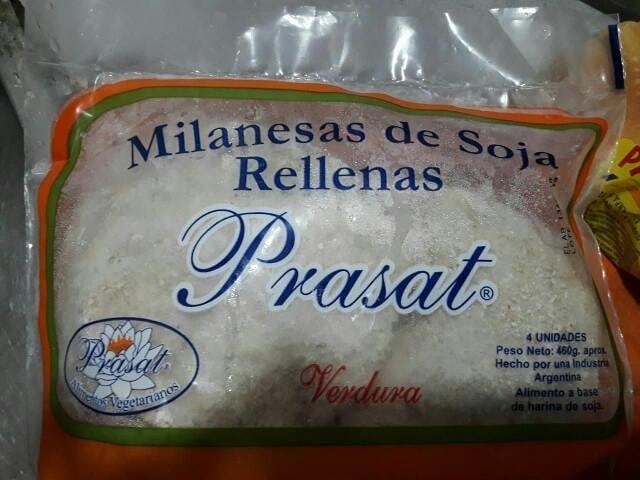 Milanesas de Soja
Rellenas
Prasat®
Verdura
Prasat
Alimentos Vegetarianos
4 UNIDADES
Peso Neto: 460g. aprox.
Hecho por una Industria
Argentina
Alimento a base
de harina de soja.